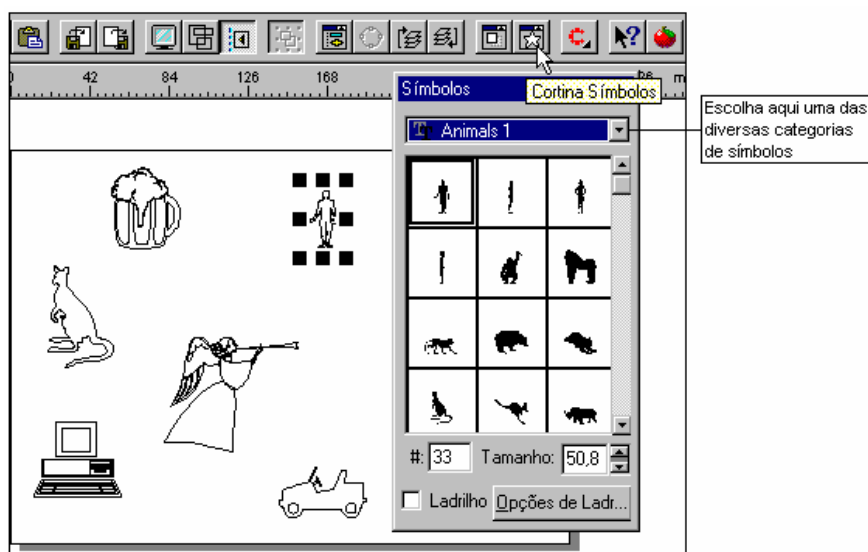 42 84 126 168
Símbolos
Cortina Símbolos
Animals 1
Escolha aqui uma das
diversas categorias
de símbolos
#: 33 Tamanho: 50,8
Ladrilho Opções de Ladr...